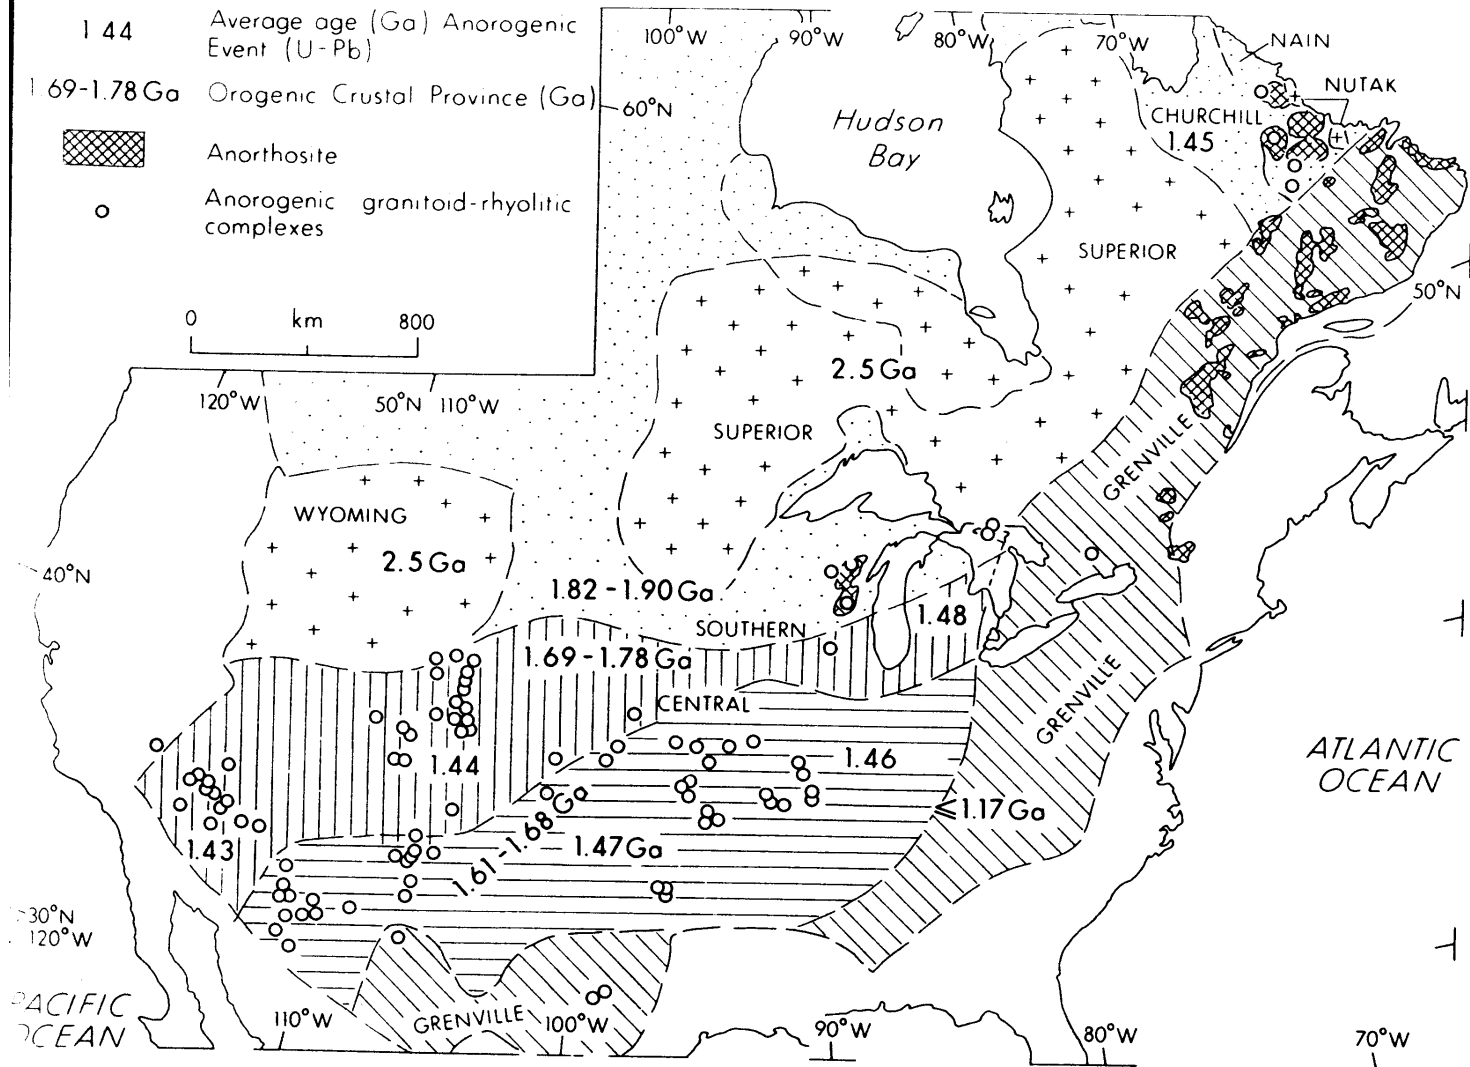 1.44 Average age (Ga) Anorogenic
Event (U-Pb)
1.69-1.78 Ga Orogenic Crustal Province (Ga)
Anorthosite
Anorogenic granitoid-rhyolitic
complexes
0 km 800
100°W 90°W 80°W 70°W
60°N
NAIN
NUTAK
Hudson
Bay
CHURCHILL
1.45
SUPERIOR
50°N
2.5 Ga
120°W 50°N 110°W
SUPERIOR
GRENVILLE
WYOMING
2.5 Ga
40°N
1.82-1.90 Ga
SOUTHERN
1.48
1.69-1.78 Ga
CENTRAL
GRENVILLE
1.44
1.46
ATLANTIC
OCEAN
≤1.17 Ga
1.61-1.68 Ga
1.47 Ga
1.43
30°N
120°W
PACIFIC
OCEAN
110°W
GRENVILLE
100°W
90°W
80°W
70°W